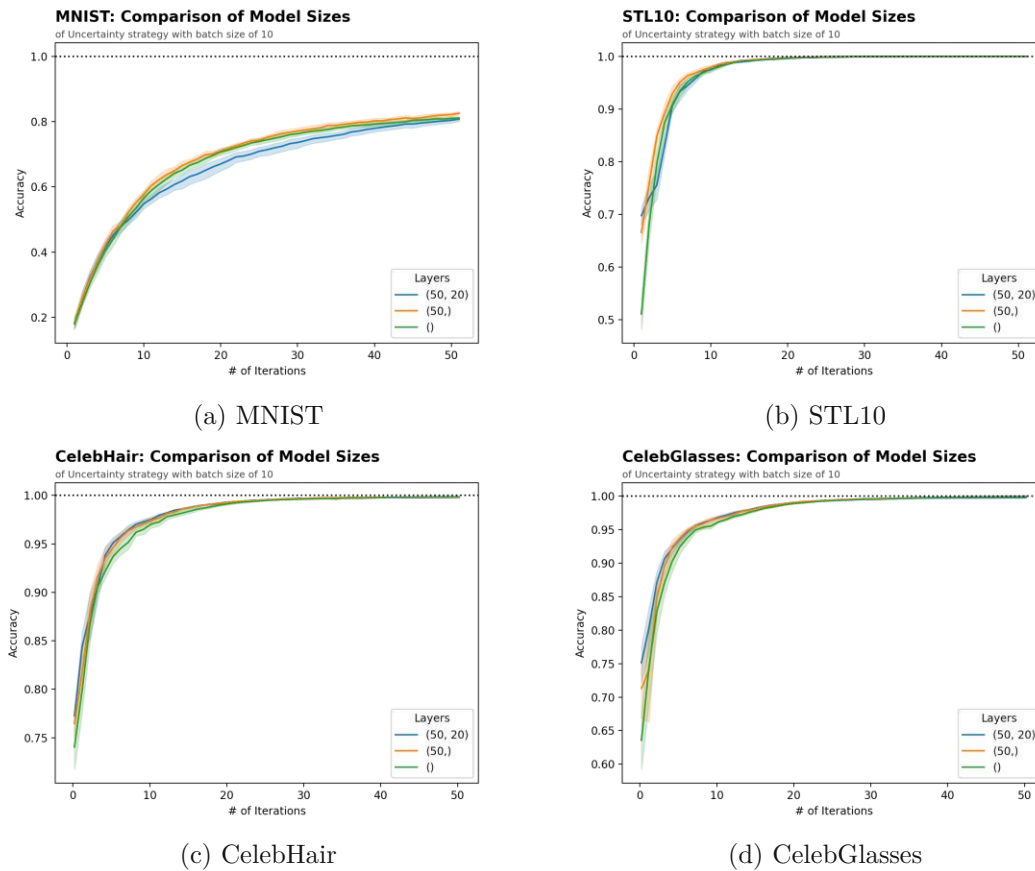 MNIST: Comparison of Model Sizes
of Uncertainty strategy with batch size of 10
1.0
0.8
0.6
0.4
0.2
Accuracy
0
10
20
30
40
50
# of Iterations
Layers
(50, 20)
(50,)
()
(a) MNIST
STL10: Comparison of Model Sizes
of Uncertainty strategy with batch size of 10
1.0
0.9
0.8
0.7
0.6
0.5
Accuracy
0
10
20
30
40
50
# of Iterations
Layers
(50, 20)
(50,)
()
(b) STL10
CelebHair: Comparison of Model Sizes
of Uncertainty strategy with batch size of 10
1.00
0.95
0.90
0.85
0.80
0.75
Accuracy
0
10
20
30
40
50
# of Iterations
Layers
(50, 20)
(50,)
()
(c) CelebHair
CelebGlasses: Comparison of Model Sizes
of Uncertainty strategy with batch size of 10
1.00
0.95
0.90
0.85
0.80
0.75
0.70
0.65
0.60
Accuracy
0
10
20
30
40
50
# of Iterations
Layers
(50, 20)
(50,)
()
(d) CelebGlasses